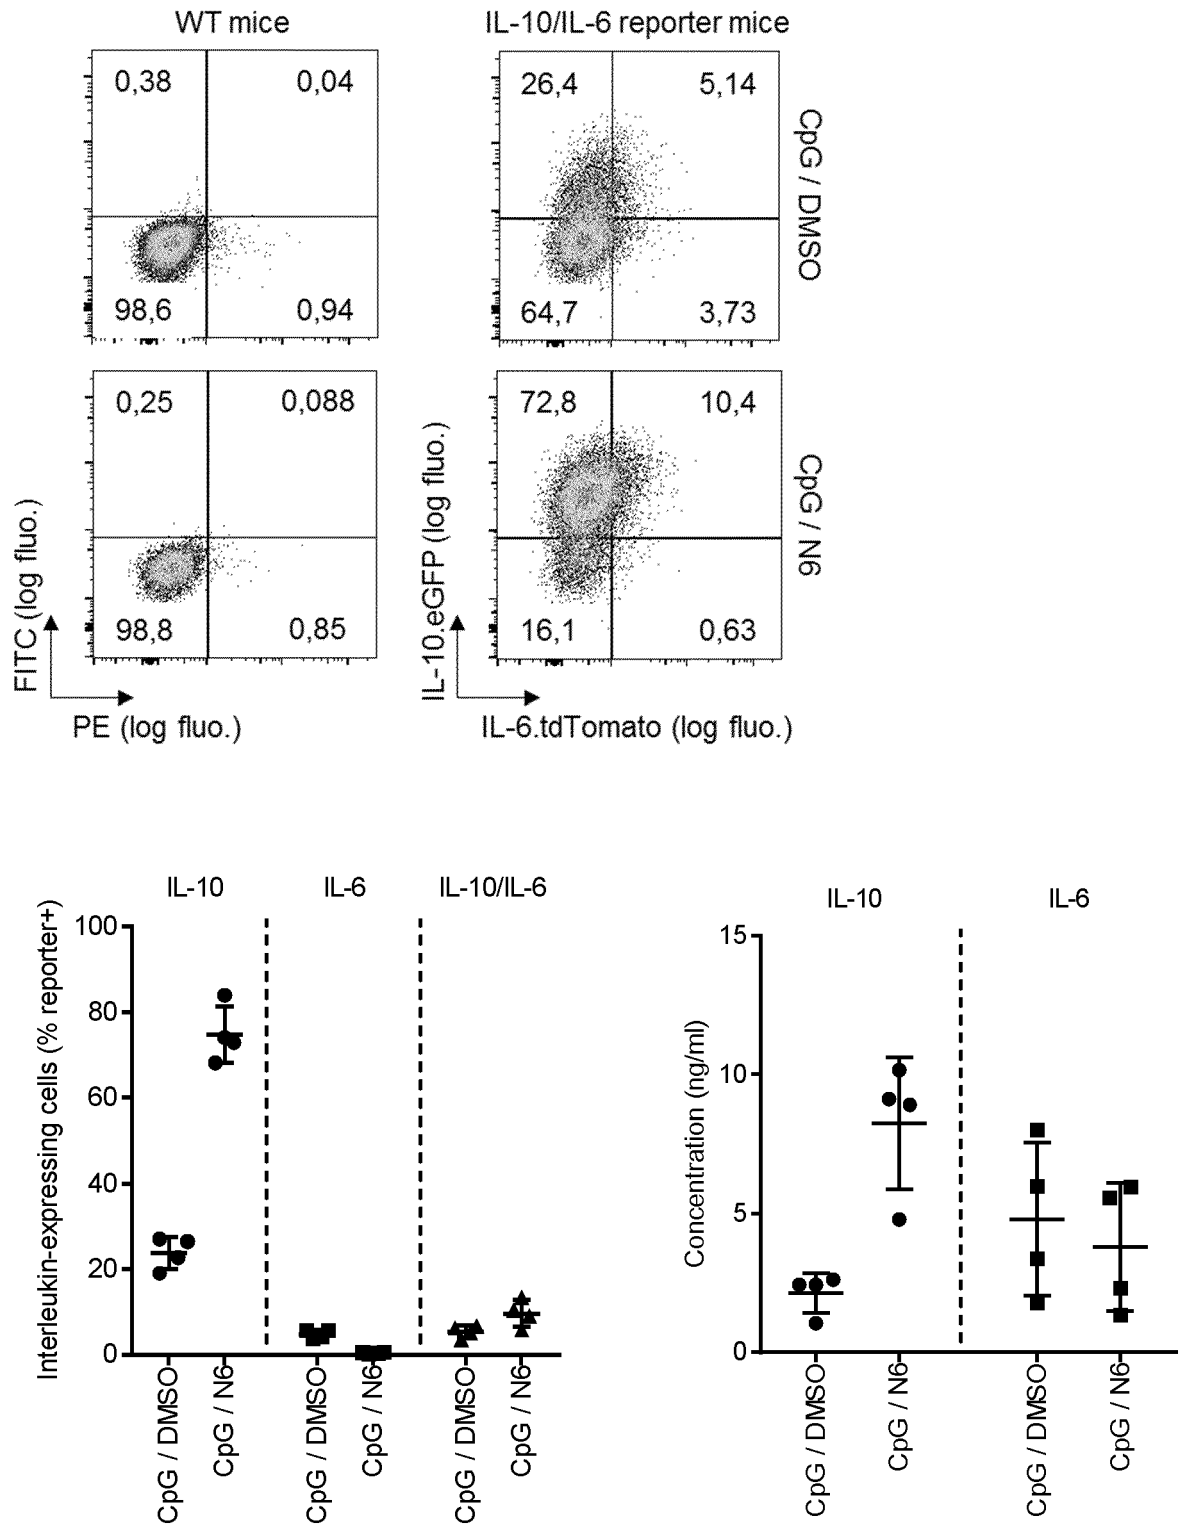 WT mice
IL-10/IL-6 reporter mice
0,38
0,04
98,6
0,94
26,4
5,14
64,7
3,73
CpG / DMSO
0,25
0,088
98,8
0,85
72,8
10,4
16,1
0,63
CpG / N6
FITC (log fluo.)
PE (log fluo.)
IL-10.eGFP (log fluo.)
IL-6.tdTomato (log fluo.)
IL-10
IL-6
IL-10/IL-6
Interleukin-expressing cells (% reporter+)
100
80
60
40
20
0
CpG / DMSO
CpG / N6
CpG / DMSO
CpG / N6
CpG / DMSO
CpG / N6
IL-10
IL-6
Concentration (ng/ml)
15
10
5
0
CpG / DMSO
CpG / N6
CpG / DMSO
CpG / N6